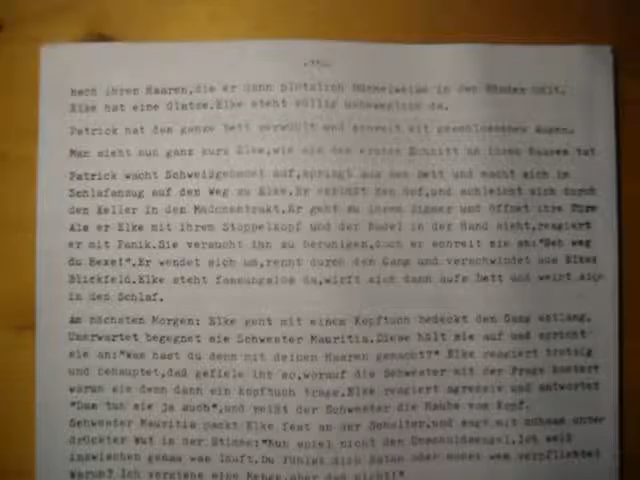 nach ihren Haaren,die er dann plötzlich büschelweise in den Händen hält.
Elke hat eine Glatze.Elke steht völlig unbeweglich da.
Patrick hat das ganze Bett zerwühlt und schreit mit geschlossenen Augen.
Man sieht nun ganz kurz Elke,wie sie den ersten Schnitt an ihren Haaren tut
Patrick wacht Schweißgebadet auf,springt aus dem Bett und macht sich im
Schlafanzug auf den Weg zu Elke.Er den Hof,und schleicht sich durch
den Keller in den Mädchentrakt.Er geht zu ihrem Zimmer und öffnet ihre Türe
Als er Elke mit ihrem Stoppelkopf und der Nadel in der Hand sieht,reagiert
er mit Panik.Sie versucht ihn zu beruhigen,doch er schreit sie an:"Geh weg
du Hexe!".Er wendet sich um,rennt durch den Gang und verschwindet aus Elkes
Blickfeld.Elke steht fassungslos da,wirft sich dann aufs Bett und weint sich
in den Schlaf.
Am nächsten Morgen: Elke geht mit einem Kopftuch bedeckt den Gang entlang.
Unerwartet begegnet sie Schwester Mauritia.Diese hält sie auf und spricht
sie an:"Was hast du denn mit deinen Haaren gemacht?" Elke reagiert trotzig
und behauptet,daß gefiele ihr so,worauf die Schwester mit der Frage kontert
warum sie denn dann ein Kopftuch trage.Elke reagiert agressiv und antwortet
"Das tun sie ja auch",und reißt der Schwester die Haube vom Kopf.
Schwester Mauritia packt Elke fest an der Schulter,und sagt mit mühsam unter
drückter Wut in der Stimme:"Nun spiel nicht den Unschuldsengel.Ich weiß
inzwischen genau was läuft.Du fühlst dich Satan oder sonst wem verpflichtet
Warum? Ich verstehe eine Menge,aber das nicht!"